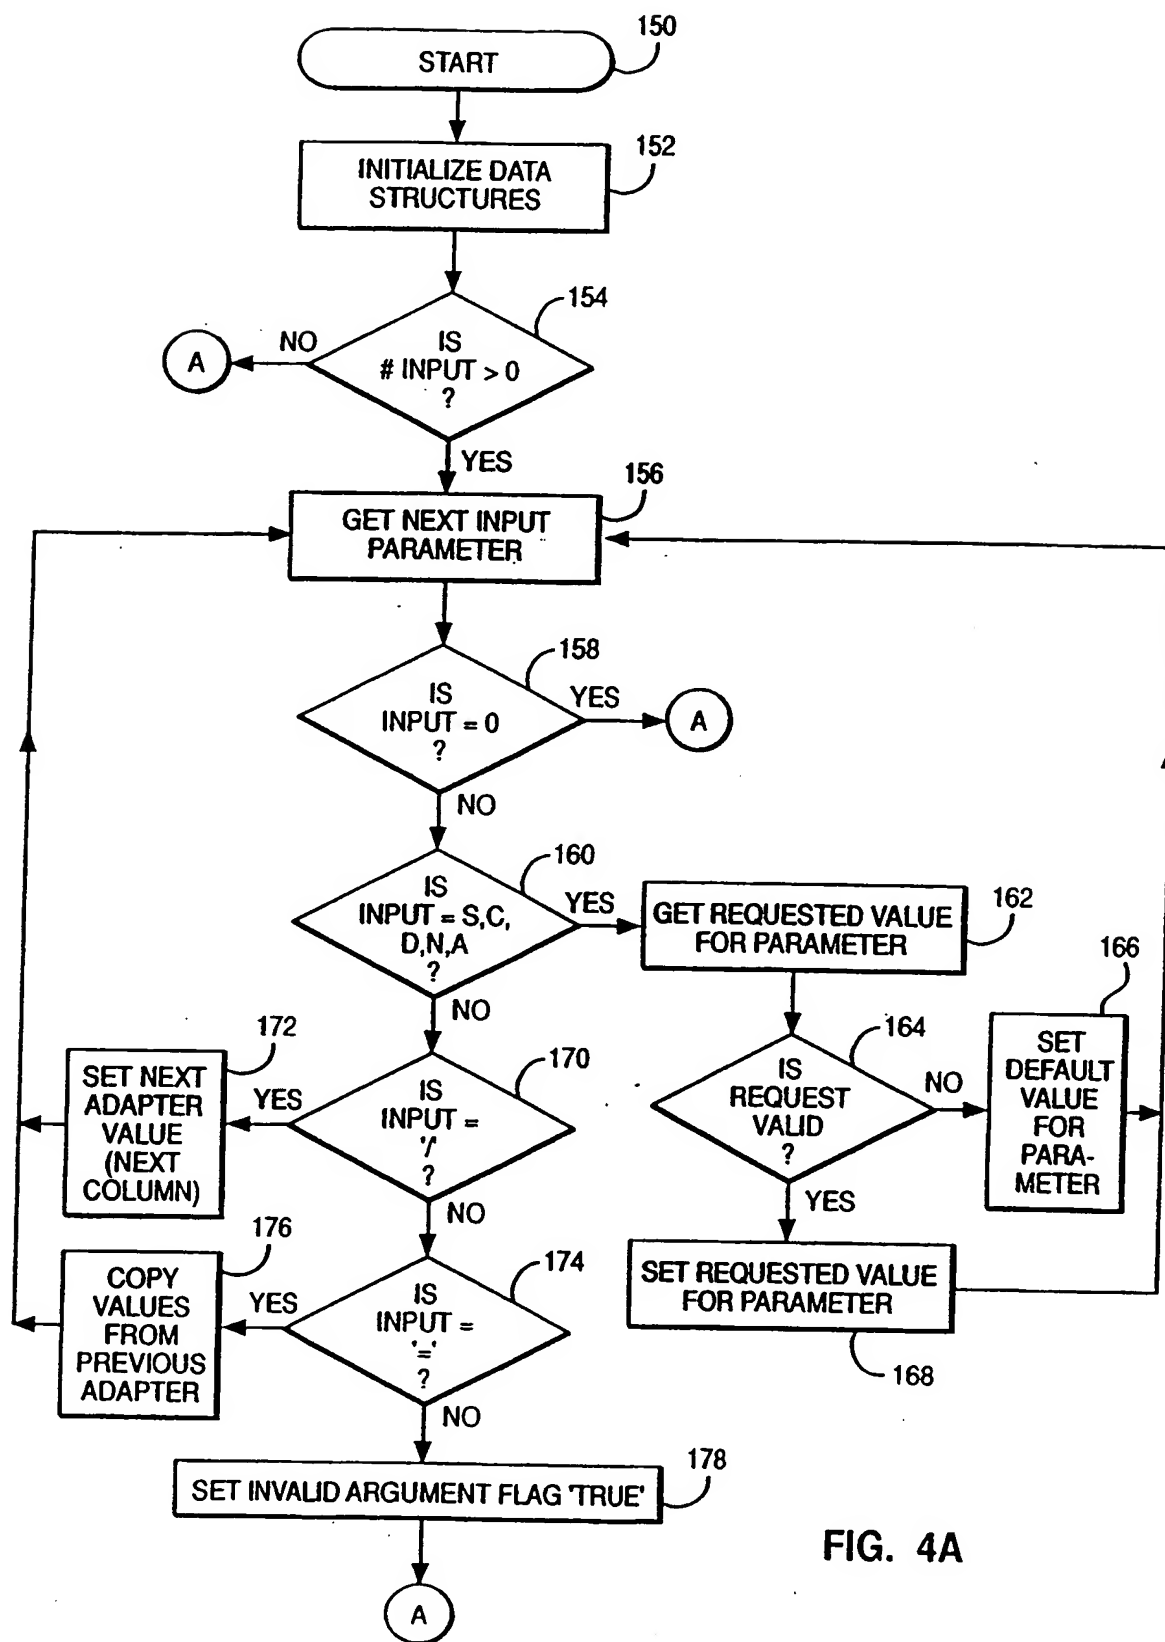 START
150
INITIALIZE DATA
STRUCTURES
152
IS
# INPUT > 0
?
154
NO
A
YES
GET NEXT INPUT
PARAMETER
156
IS
INPUT = 0
?
158
YES
A
NO
IS
INPUT = S,C,
D,N,A
?
160
YES
GET REQUESTED VALUE
FOR PARAMETER
162
NO
IS
REQUEST
VALID
?
164
NO
SET
DEFAULT
VALUE
FOR
PARA-
METER
166
YES
SET REQUESTED VALUE
FOR PARAMETER
168
IS
INPUT =
'/'
?
170
YES
SET NEXT
ADAPTER
VALUE
(NEXT
COLUMN)
172
NO
IS
INPUT =
'='
?
174
YES
COPY
VALUES
FROM
PREVIOUS
ADAPTER
176
NO
SET INVALID ARGUMENT FLAG 'TRUE'
178
A
FIG. 4A